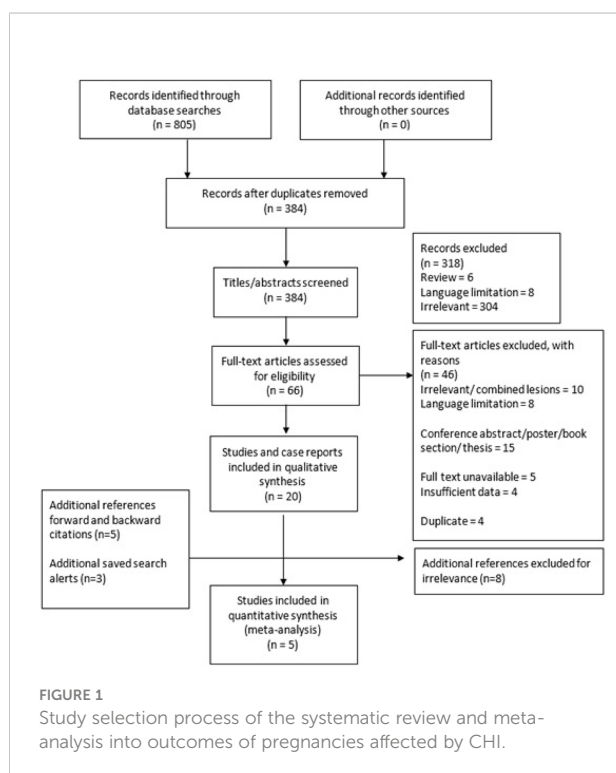 Records identified through
database searches
(n = 805)
Additional records identified
through other sources
(n = 0)
Records after duplicates removed
(n = 384)
Titles/abstracts screened
(n = 384)
Records excluded
(n = 318)
Review = 6
Language limitation = 8
Irrelevant = 304
Full-text articles assessed
for eligibility
(n = 66)
Full-text articles excluded, with
reasons
(n = 46)
Irrelevant/ combined lesions = 10
Language limitation = 8
Conference abstract/poster/book
section/ thesis = 15
Full text unavailable = 5
Insufficient data = 4
Duplicate = 4
Studies and case reports
included in qualitative
synthesis
(n = 20)
Additional references
forward and backward
citations (n=5)
Additional saved search
alerts (n=3)
Additional references excluded for
irrelevance (n=8)
Studies included in
quantitative synthesis
(meta-analysis)
(n = 5)
FIGURE 1
Study selection process of the systematic review and meta-
analysis into outcomes of pregnancies affected by CHI.